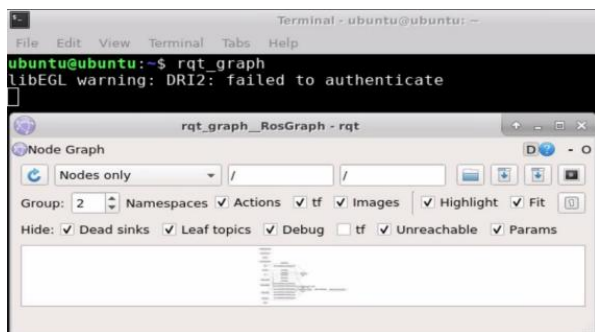 Terminal - ubuntu@ubuntu: ~
File Edit View Terminal Tabs Help
ubuntu@ubuntu:~$ rqt_graph
libEGL warning: DRI2: failed to authenticate
rqt_graph__RosGraph - rqt
Node Graph D - O
Nodes only / /
Group: 2 Namespaces Actions tf Images Highlight Fit
Hide: Dead sinks Leaf topics Debug tf Unreachable Params